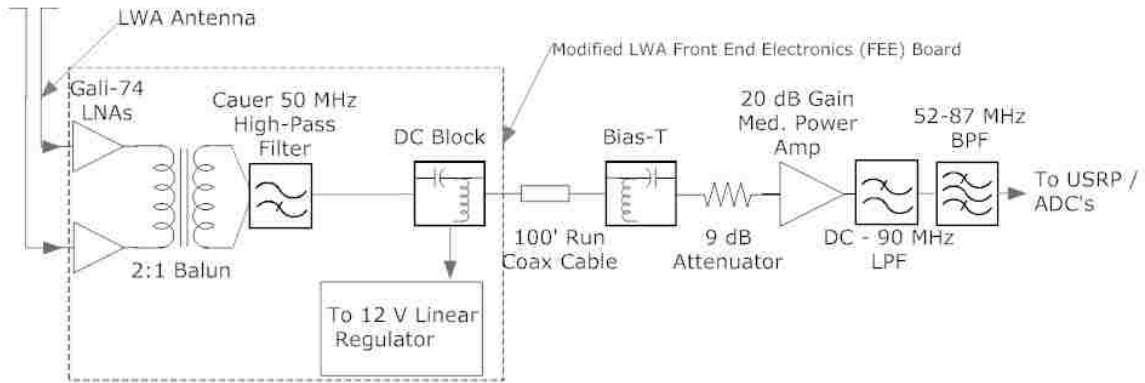 LWA Antenna
Modified LWA Front End Electronics (FEE) Board
Gali-74
LNAs
Cauer 50 MHz
High-Pass
Filter
DC Block
Bias-T
20 dB Gain
Med. Power
Amp
52-87 MHz
BPF
To USRP /
ADC's
2:1 Balun
100' Run
Coax Cable
9 dB
Attenuator
DC - 90 MHz
LPF
To 12 V Linear
Regulator